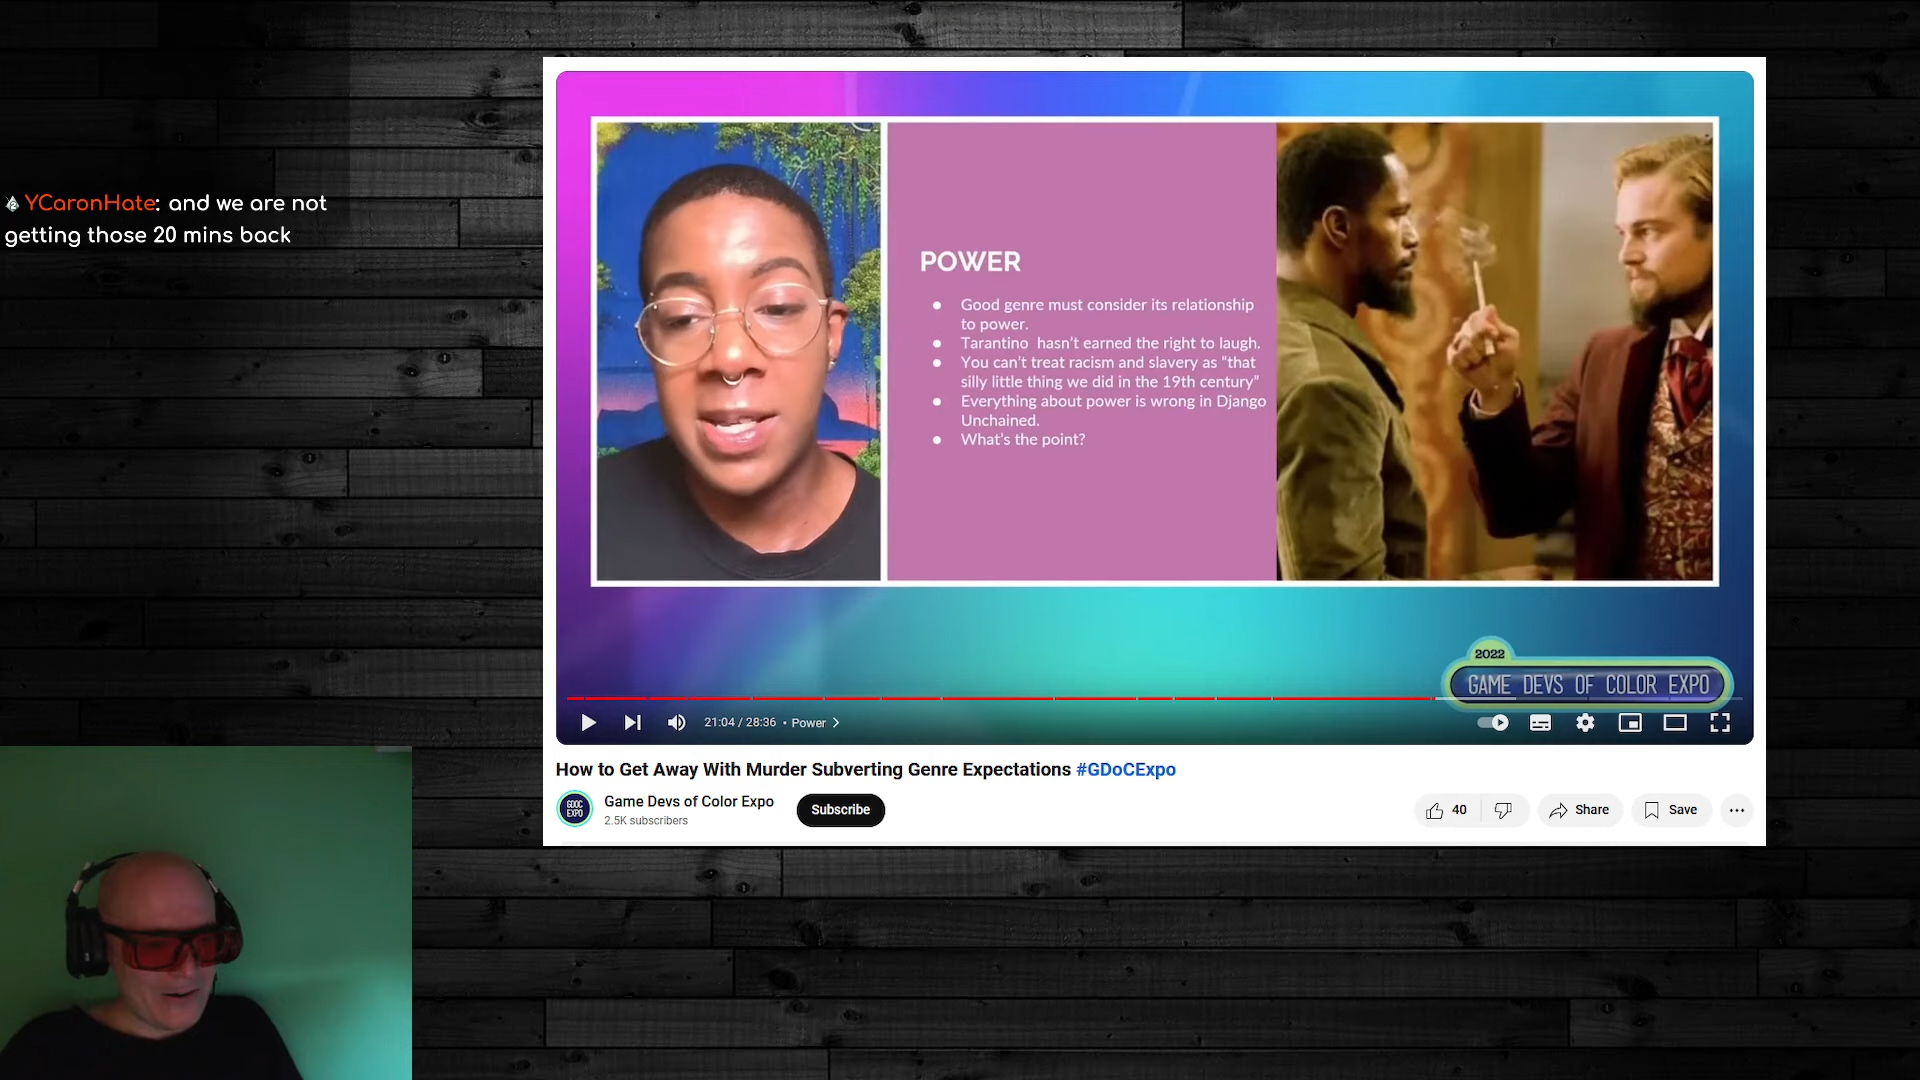 YCaronHate: and we are not
getting those 20 mins back
POWER
● Good genre must consider its relationship
to power.
● Tarantino hasn't earned the right to laugh.
● You can't treat racism and slavery as “that
silly little thing we did in the 19th century”
● Everything about power is wrong in Django
Unchained.
● What's the point?
2022
GAME DEVS OF COLOR EXPO
21:04 / 28:36 • Power
How to Get Away With Murder Subverting Genre Expectations #GDoCExpo
GDOC
EXPO
Game Devs of Color Expo
2.5K subscribers
Subscribe
40
Share
Save